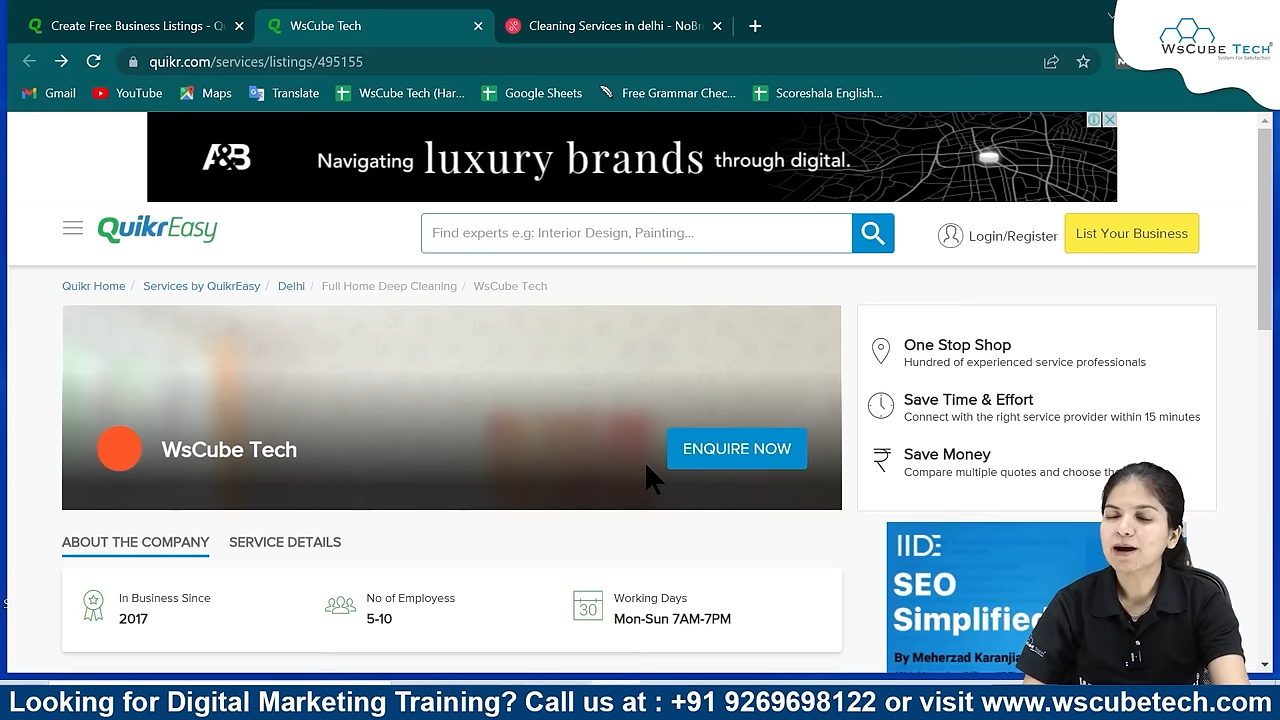 Create Free Business Listings - Q
WsCube Tech
Cleaning Services in delhi - NoBr
WsCube Tech
System For Satisfaction..
quikr.com/services/listings/495155
Gmail
YouTube
Maps
Translate
WsCube Tech (Har...
Google Sheets
Free Grammar Chec...
Scoreshala English...
A&B
Navigating luxury brands through digital.
QuikrEasy
Find experts e.g: Interior Design, Painting...
Login/Register
List Your Business
Quikr Home / Services by QuikrEasy / Delhi / Full Home Deep Cleaning / WsCube Tech
WsCube Tech
ENQUIRE NOW
One Stop Shop
Hundred of experienced service professionals
Save Time & Effort
Connect with the right service provider within 15 minutes
Save Money
Compare multiple quotes and choose the
ABOUT THE COMPANY
SERVICE DETAILS
In Business Since
2017
No of Employess
5-10
30
Working Days
Mon-Sun 7AM-7PM
IIDE
SEO
Simplified
By Meherzad Karanjia
Looking for Digital Marketing Training? Call us at : +91 9269698122 or visit www.wscubetech.com